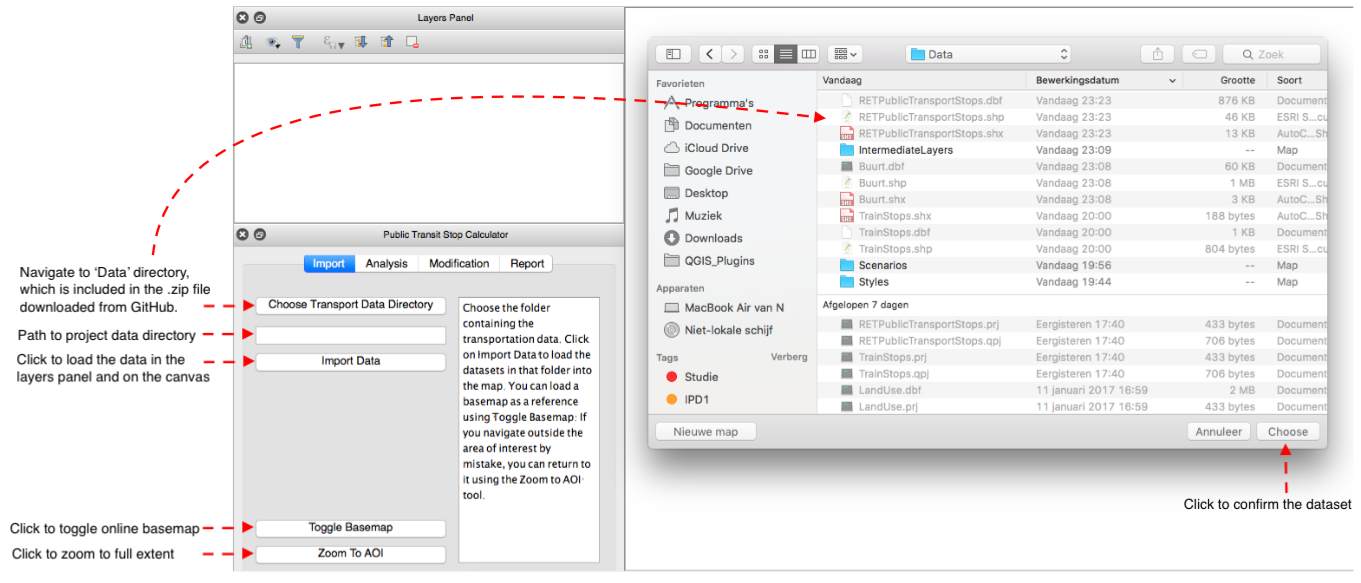 Layers Panel
Public Transit Stop Calculator
Import Analysis Modification Report
Navigate to ‘Data’ directory,
which is included in the .zip file
downloaded from GitHub.
Path to project data directory
Click to load the data in the
layers panel and on the canvas
Click to toggle online basemap
Click to zoom to full extent
Choose Transport Data Directory
Import Data
Toggle Basemap
Zoom To AOI
Choose the folder
containing the
transportation data. Click
on Import Data to load the
datasets in that folder into
the map. You can load a
basemap as a reference
using Toggle Basemap. If
you navigate outside the
area of interest by
mistake, you can return to
it using the Zoom to AOI
tool.
Data
Zoek
Favorieten
Programma's
Documenten
iCloud Drive
Google Drive
Desktop
Muziek
Downloads
QGIS_Plugins
Apparaten
MacBook Air van N
Niet-lokale schijf
Tags Verberg
Studie
IPD1
Vandaag Bewerkingsdatum Grootte Soort
RETPublicTransportStops.dbf Vandaag 23:23 876 KB Document
RETPublicTransportStops.shp Vandaag 23:23 46 KB ESRI S...cu
RETPublicTransportStops.shx Vandaag 23:23 13 KB AutoC...Sh
IntermediateLayers Vandaag 23:09 -- Map
Buurt.dbf Vandaag 23:08 60 KB Document
Buurt.shp Vandaag 23:08 1 MB ESRI S...cu
Buurt.shx Vandaag 23:08 3 KB AutoC...Sh
TrainStops.shx Vandaag 20:00 188 bytes AutoC...Sh
TrainStops.dbf Vandaag 20:00 1 KB Document
TrainStops.shp Vandaag 20:00 804 bytes ESRI S...cu
Scenarios Vandaag 19:56 -- Map
Styles Vandaag 19:44 -- Map
Afgelopen 7 dagen
RETPublicTransportStops.prj Eergisteren 17:40 433 bytes Document
RETPublicTransportStops.qpj Eergisteren 17:40 706 bytes Document
TrainStops.prj Eergisteren 17:40 433 bytes Document
TrainStops.qpj Eergisteren 17:40 706 bytes Document
LandUse.dbf 11 januari 2017 16:59 2 MB Document
LandUse.prj 11 januari 2017 16:59 433 bytes Document
Nieuwe map Annuleer Choose
Click to confirm the dataset